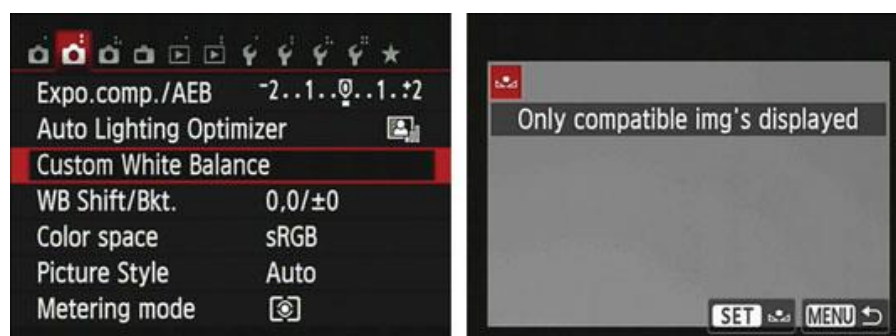 Expo.comp./AEB -2..1..0..1..+2
Auto Lighting Optimizer
Custom White Balance
WB Shift/Bkt. 0,0/±0
Color space sRGB
Picture Style Auto
Metering mode
Only compatible img's displayed
SET MENU